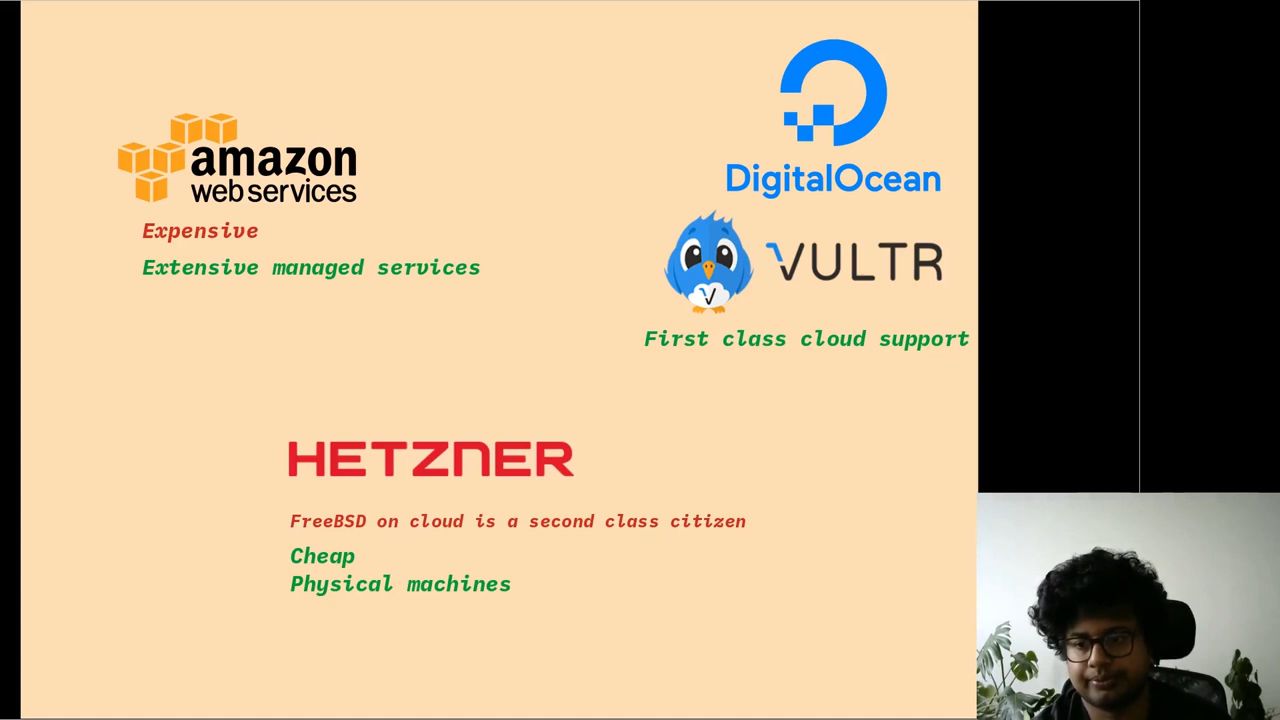 amazon
web services
Expensive
Extensive managed services
DigitalOcean
VULTR
V
First class cloud support
HETZNER
FreeBSD on cloud is a second class citizen
Cheap
Physical machines